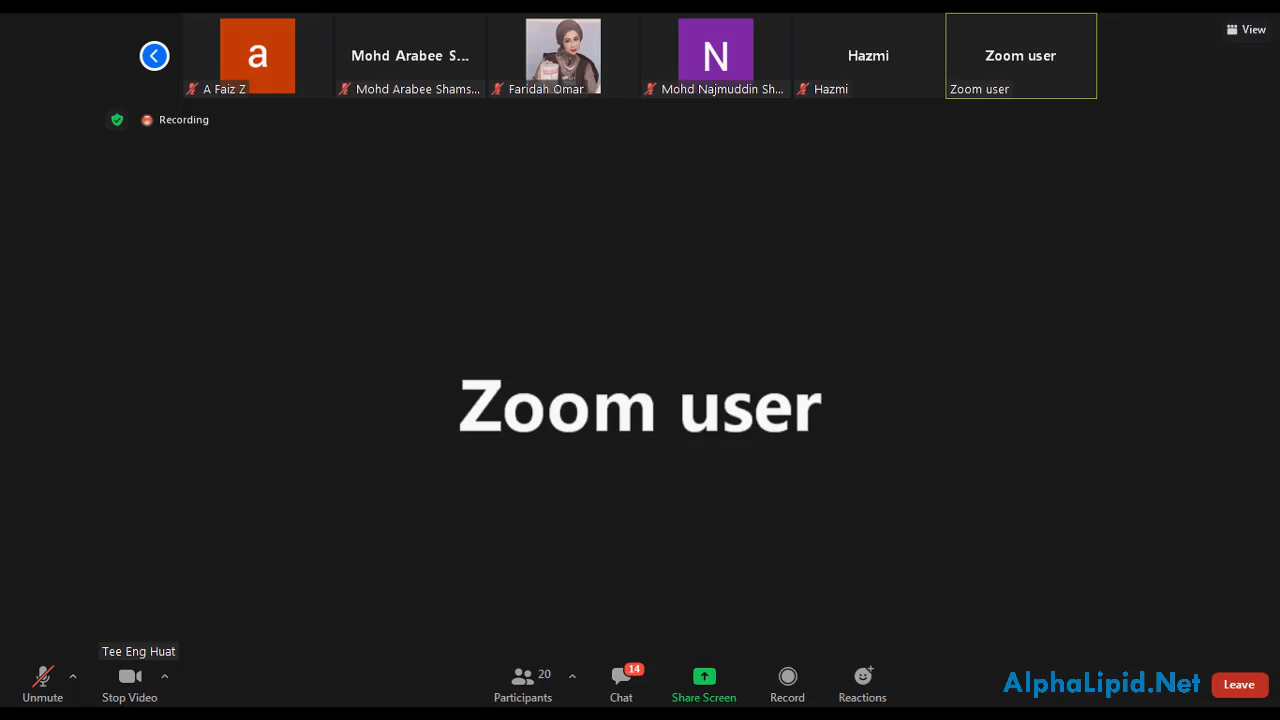 a
Mohd Arabee S...
N
Hazmi
Zoom user
View
A Faiz Z
Mohd Arabee Shams...
Faridah Omar
Mohd Najmuddin Sh...
Hazmi
Zoom user
Recording
Zoom user
Tee Eng Huat
20
14
Unmute
Stop Video
Participants
Chat
Share Screen
Record
Reactions
AlphaLipid.Net
Leave